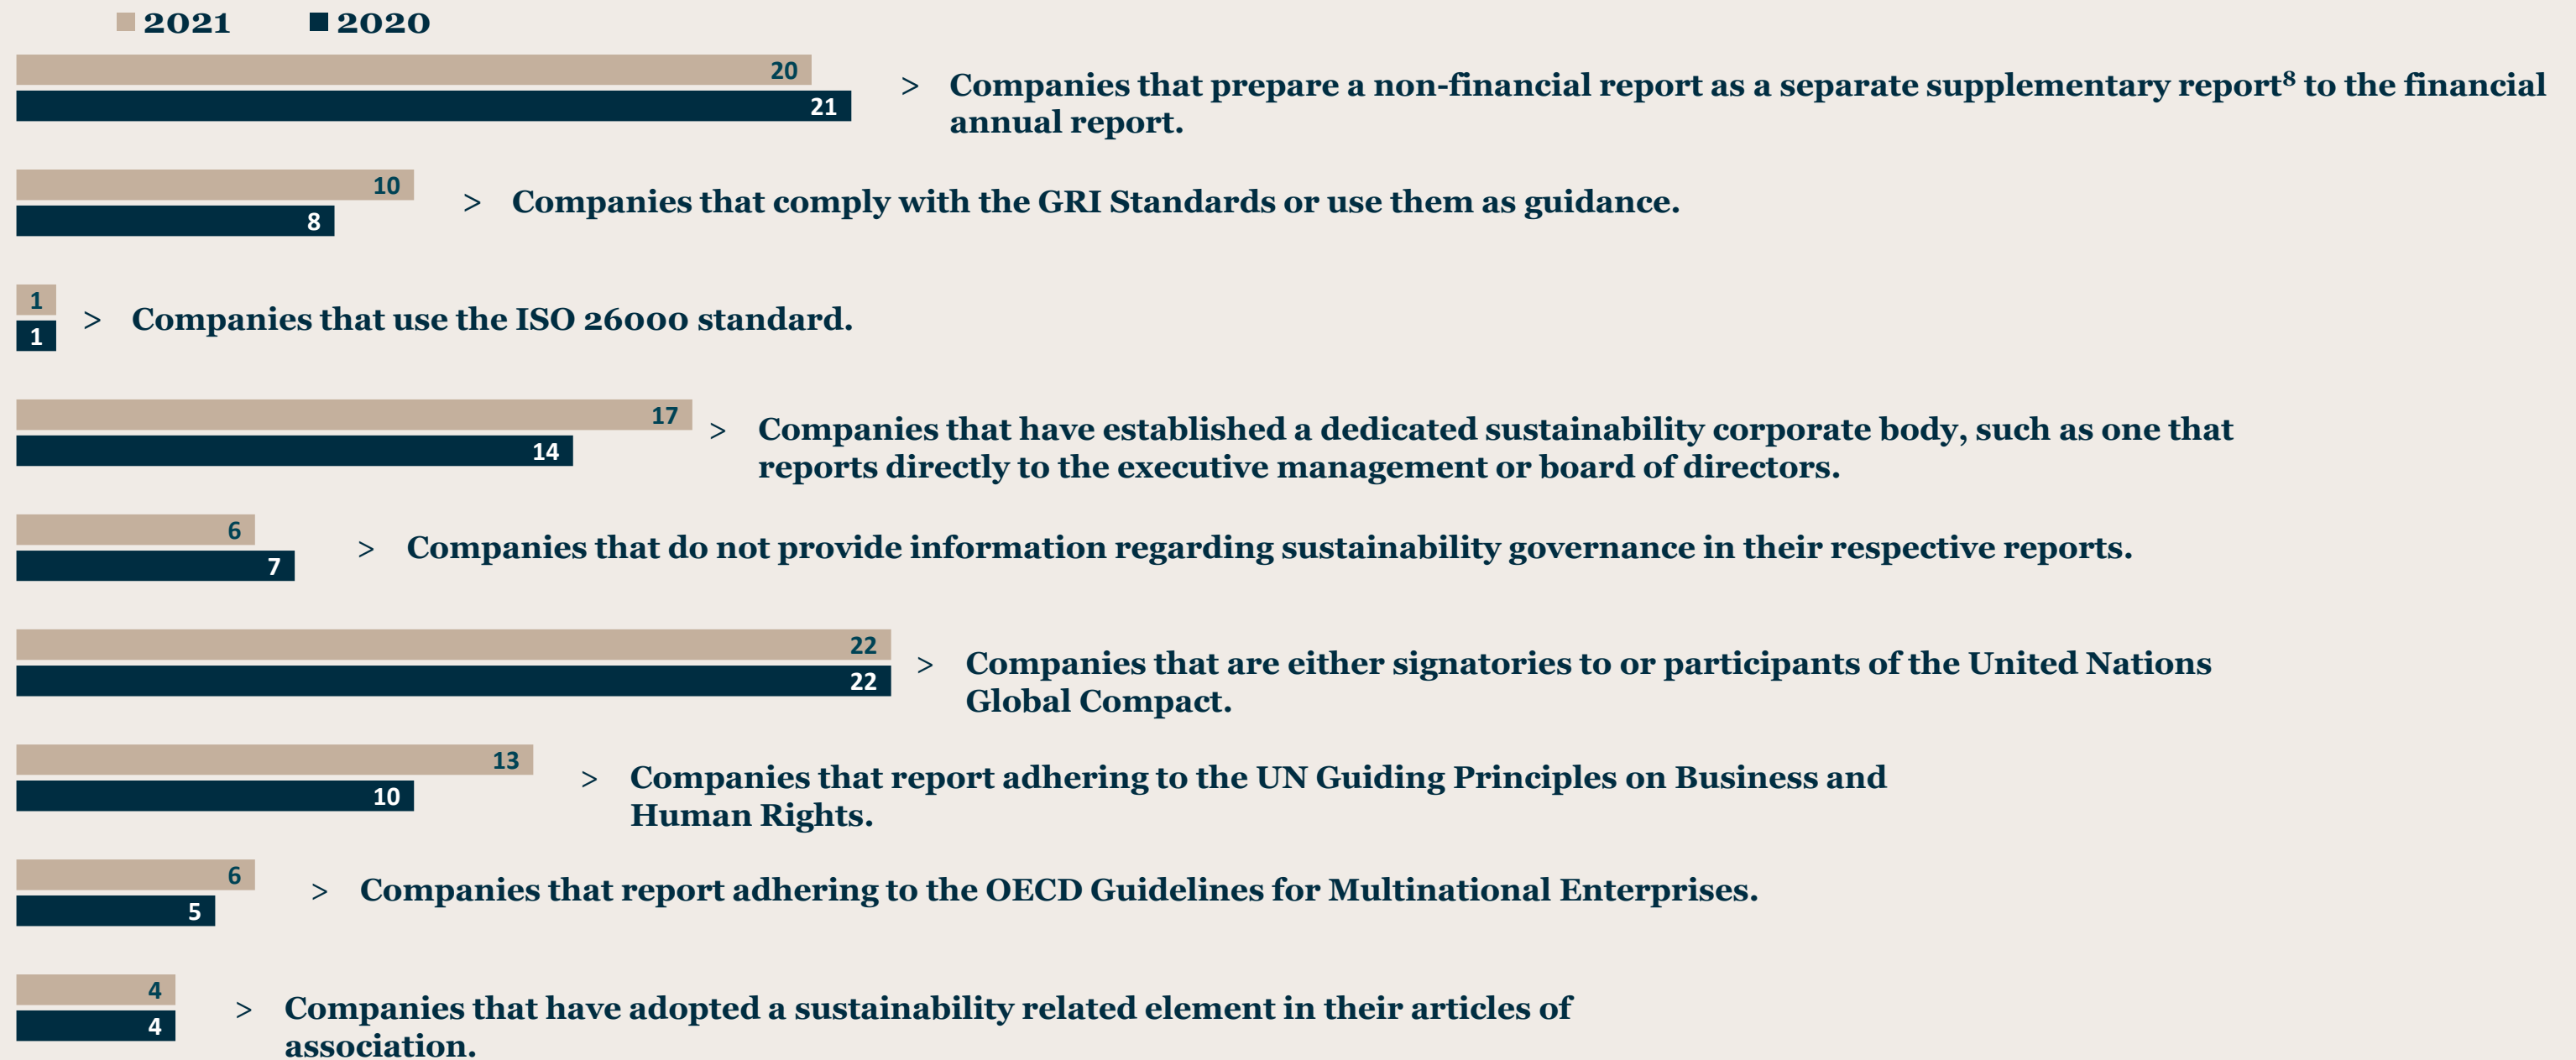 2021 2020
20
21
> Companies that prepare a non-financial report as a separate supplementary report⁸ to the financial
annual report.
10
8
> Companies that comply with the GRI Standards or use them as guidance.
1
1
> Companies that use the ISO 26000 standard.
17
14
> Companies that have established a dedicated sustainability corporate body, such as one that
reports directly to the executive management or board of directors.
6
7
> Companies that do not provide information regarding sustainability governance in their respective reports.
22
22
> Companies that are either signatories to or participants of the United Nations
Global Compact.
13
10
> Companies that report adhering to the UN Guiding Principles on Business and
Human Rights.
6
5
> Companies that report adhering to the OECD Guidelines for Multinational Enterprises.
4
4
> Companies that have adopted a sustainability related element in their articles of
association.